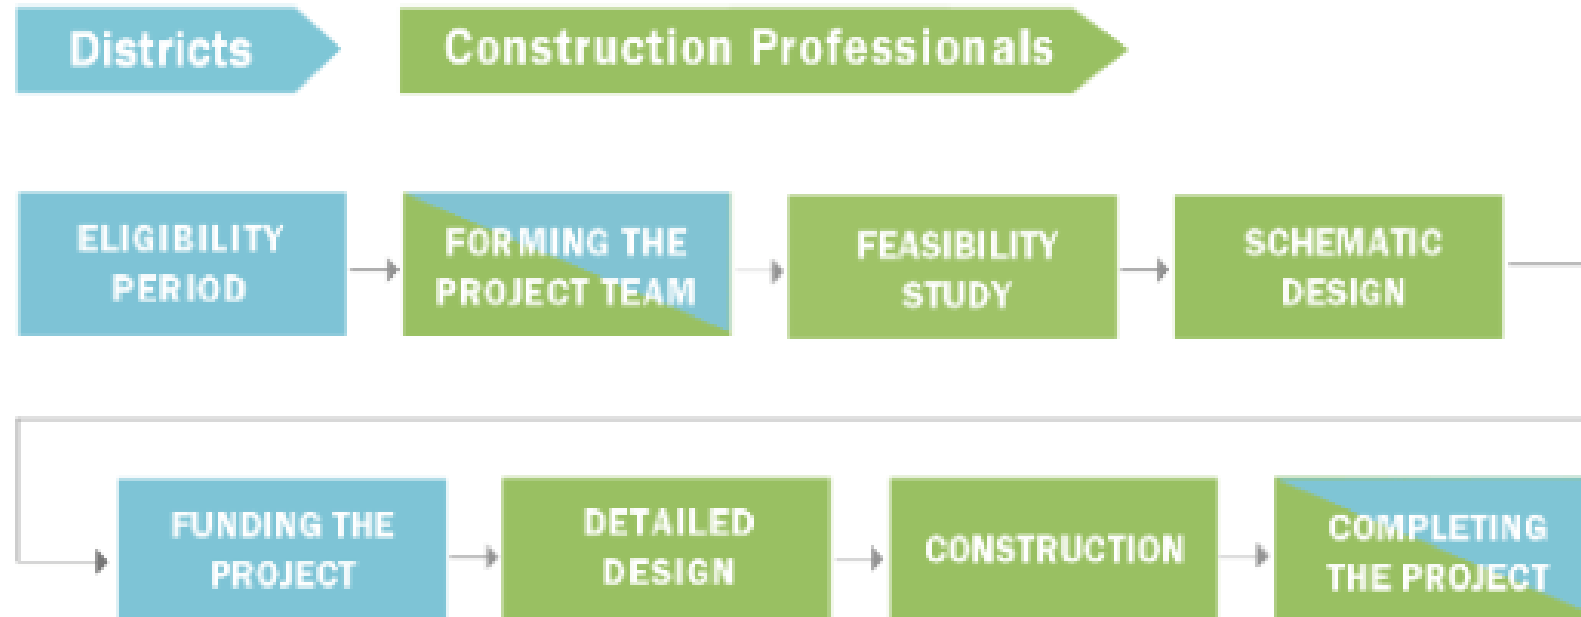 Districts
Construction Professionals
ELIGIBILITY
PERIOD
FORMING THE
PROJECT TEAM
FEASIBILITY
STUDY
SCHEMATIC
DESIGN
FUNDING THE
PROJECT
DETAILED
DESIGN
CONSTRUCTION
COMPLETING
THE PROJECT